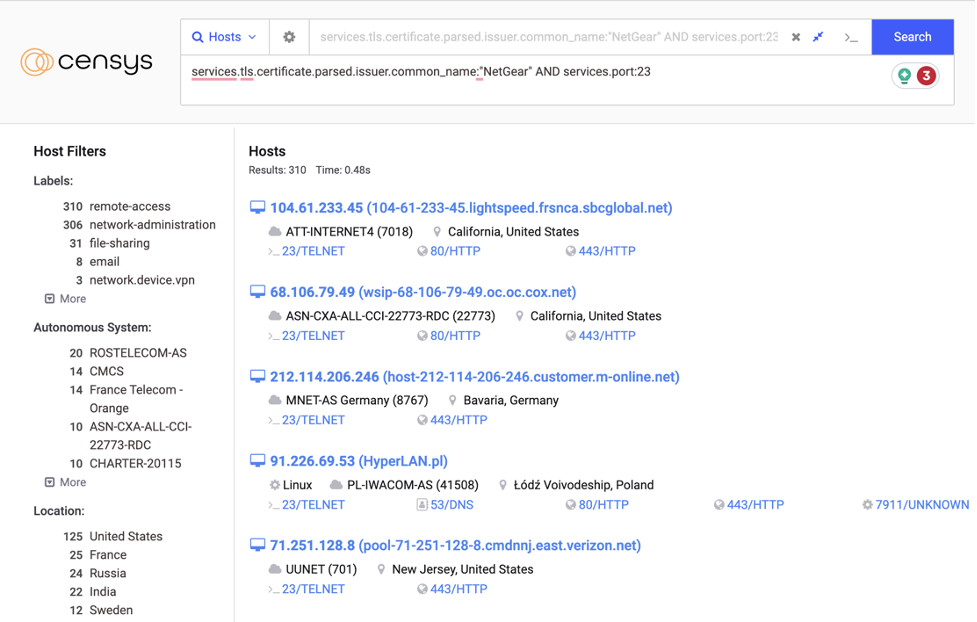 censys
Hosts
services.tls.certificate.parsed.issuer.common_name:"NetGear" AND services.port:23
>_
Search
services.tls.certificate.parsed.issuer.common_name:"NetGear" AND services.port:23
3
Host Filters
Labels:
310 remote-access
306 network-administration
31 file-sharing
8 email
3 network.device.vpn
More
Autonomous System:
20 ROSTELECOM-AS
14 CMCS
14 France Telecom -
Orange
10 ASN-CXA-ALL-CCI-
22773-RDC
10 CHARTER-20115
More
Location:
125 United States
25 France
24 Russia
22 India
12 Sweden
Hosts
Results: 310 Time: 0.48s
104.61.233.45 (104-61-233-45.lightspeed.frsnca.sbcglobal.net)
ATT-INTERNET4 (7018) California, United States
>_ 23/TELNET 80/HTTP 443/HTTP
68.106.79.49 (wsip-68-106-79-49.oc.oc.cox.net)
ASN-CXA-ALL-CCI-22773-RDC (22773) California, United States
>_ 23/TELNET 80/HTTP 443/HTTP
212.114.206.246 (host-212-114-206-246.customer.m-online.net)
MNET-AS Germany (8767) Bavaria, Germany
>_ 23/TELNET 443/HTTP
91.226.69.53 (HyperLAN.pl)
Linux PL-IWACOM-AS (41508) Łódź Voivodeship, Poland
>_ 23/TELNET 53/DNS 80/HTTP 443/HTTP 7911/UNKNOWN
71.251.128.8 (pool-71-251-128-8.cmdnnj.east.verizon.net)
UUNET (701) New Jersey, United States
>_ 23/TELNET 443/HTTP